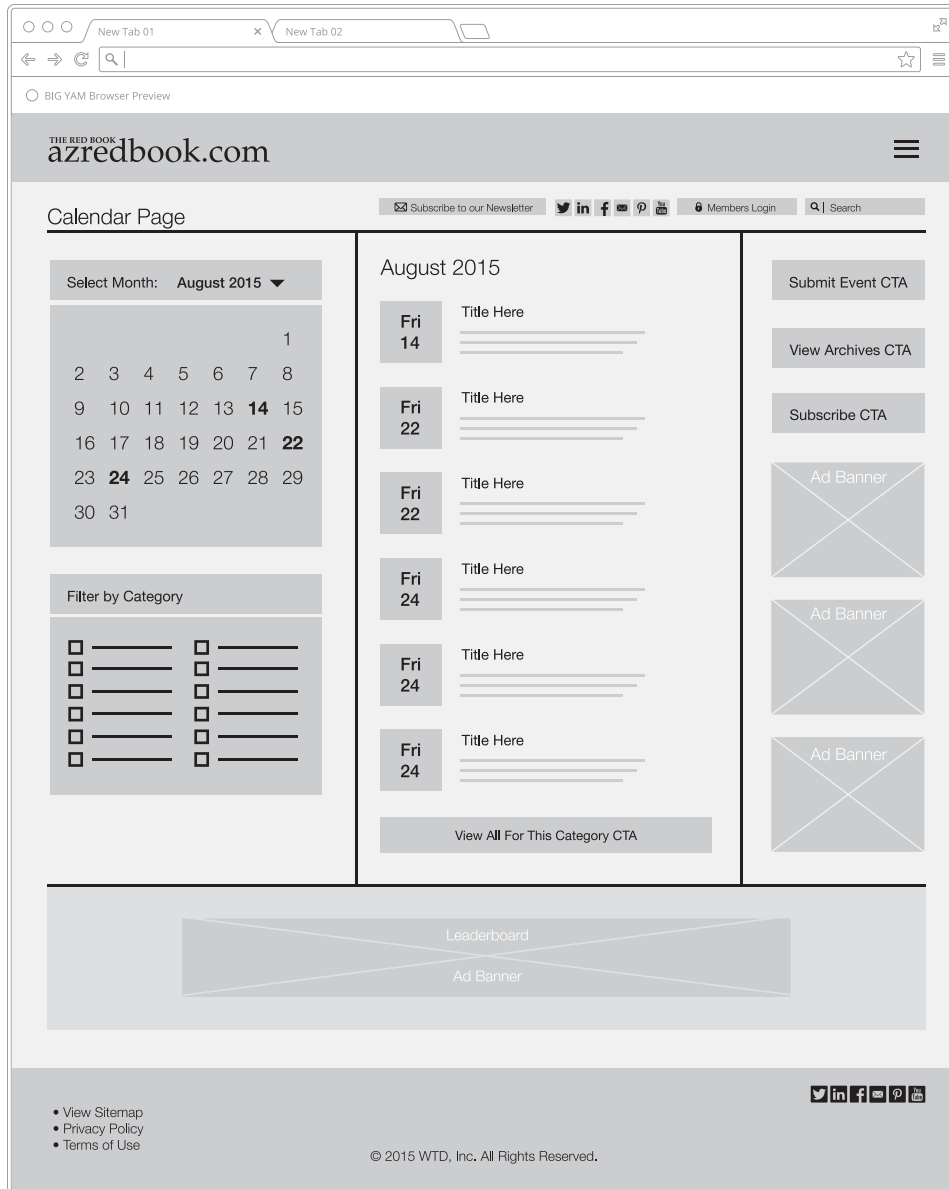 New Tab 01
New Tab 02
BIG YAM Browser Preview
THE RED BOOK
azredbook.com
Calendar Page
Subscribe to our Newsletter
You Tube
Members Login
Search
Select Month: August 2015
1
2 3 4 5 6 7 8
9 10 11 12 13 14 15
16 17 18 19 20 21 22
23 24 25 26 27 28 29
30 31
Filter by Category
August 2015
Fri
14
Title Here
Fri
22
Title Here
Fri
22
Title Here
Fri
24
Title Here
Fri
24
Title Here
Fri
24
Title Here
View All For This Category CTA
Submit Event CTA
View Archives CTA
Subscribe CTA
Ad Banner
Ad Banner
Ad Banner
Leaderboard
Ad Banner
You Tube
• View Sitemap
• Privacy Policy
• Terms of Use
© 2015 WTD, Inc. All Rights Reserved.